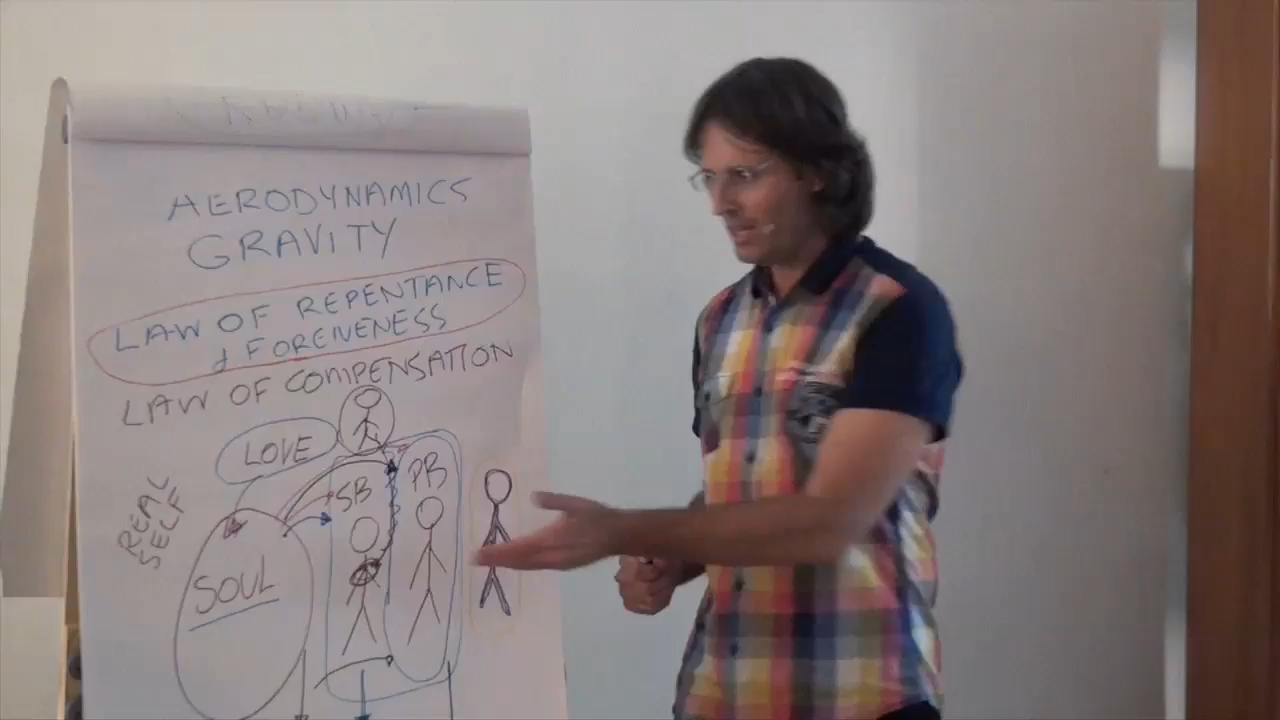 AERODYNAMICS
GRAVITY
LAW OF REPENTANCE
& FORGIVENESS
LAW OF COMPENSATION
LOVE
REAL
SELF
SB
PB
SOUL